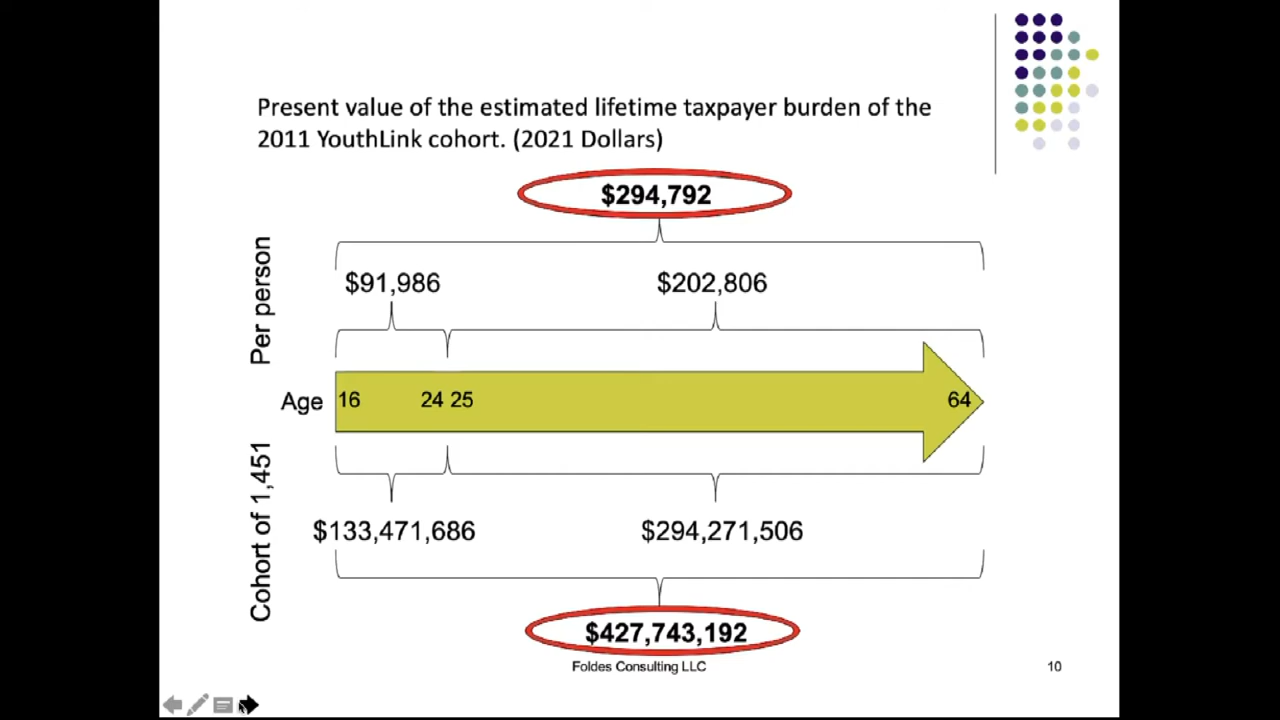 Present value of the estimated lifetime taxpayer burden of the
2011 YouthLink cohort. (2021 Dollars)
$294,792
Per person
$91,986
$202,806
Age
16
24 25
64
Cohort of 1,451
$133,471,686
$294,271,506
$427,743,192
Foldes Consulting LLC
10